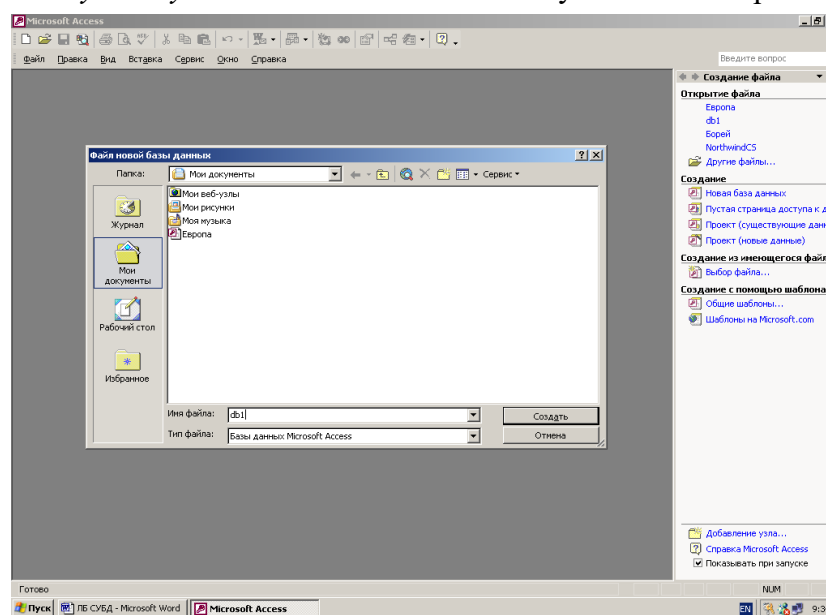 Microsoft Access
Файл Правка Вид Вставка Сервис Окно Справка
Введите вопрос
Создание файла
Открытие файла
Европа
db1
Борей
NorthwindCS
Другие файлы...
Создание
Новая база данных
Пустая страница доступа к д
Проект (существующие данн
Проект (новые данные)
Создание из имеющегося файл
Выбор файла...
Создание с помощью шаблона
Общие шаблоны...
Шаблоны на Microsoft.com
Файл новой базы данных
Папка: Мои документы
Сервис
Журнал
Мои документы
Рабочий стол
Избранное
Мои веб-узлы
Мои рисунки
Моя музыка
Европа
Имя файла: db1
Создать
Тип файла: Базы данных Microsoft Access
Отмена
Добавление узла...
Справка Microsoft Access
Показывать при запуске
Готово
NUM
Пуск
ЛБ СУБД - Microsoft Word
Microsoft Access
EN
9:3